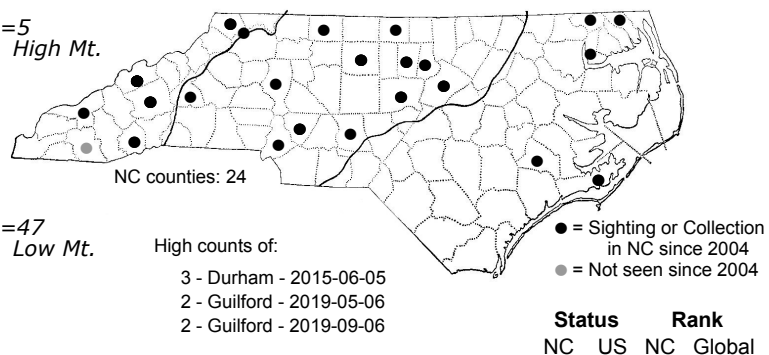 =5
High Mt.
NC counties: 24
=47
Low Mt.
High counts of:
3 - Durham - 2015-06-05
2 - Guilford - 2019-05-06
2 - Guilford - 2019-09-06
● = Sighting or Collection
in NC since 2004
● = Not seen since 2004
Status Rank
NC US NC Global